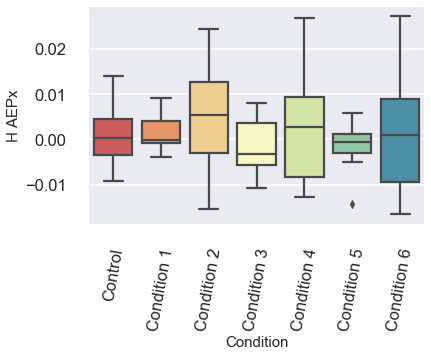 0.02
0.01
0.00
−0.01
H AEPx
Control
Condition 1
Condition 2
Condition 3
Condition 4
Condition 5
Condition 6
Condition